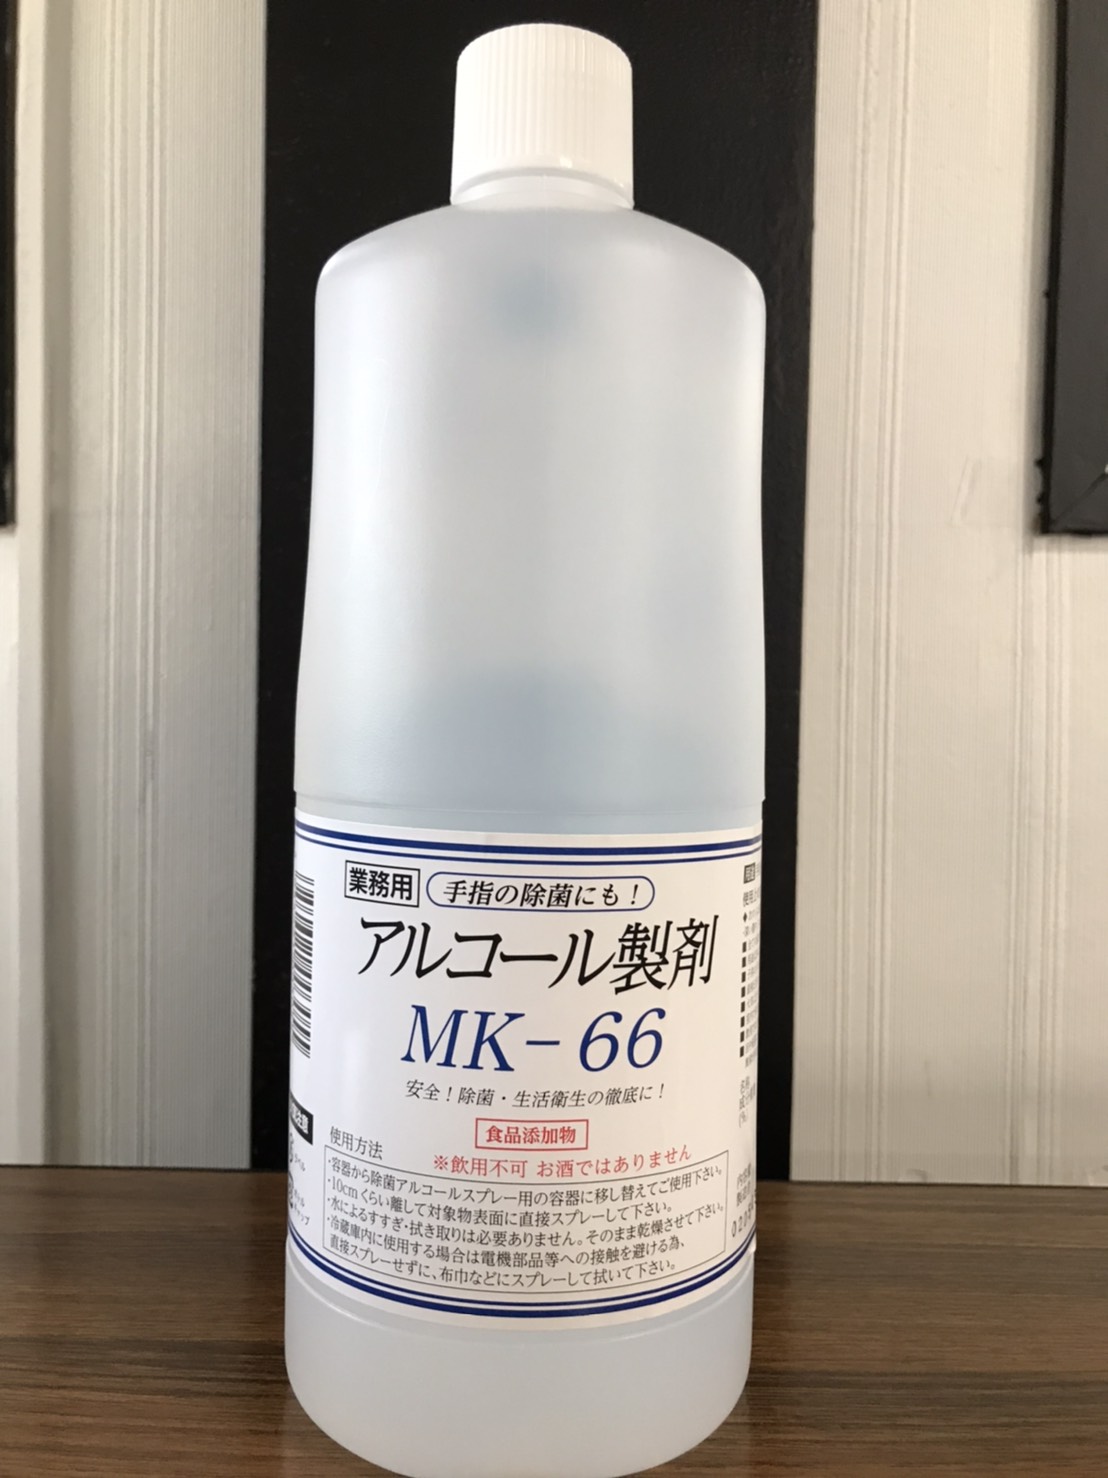 業務用 手指の除菌にも！
アルコール製剤
MK-66
安全！除菌・生活衛生の徹底に！
食品添加物
※飲用不可 お酒ではありません
使用方法
・容器から除菌アルコールスプレー用の容器に移し替えてご使用下さい。
・10cmくらい離して対象物表面に直接スプレーして下さい。
・水によるすすぎ・拭き取りは必要ありません。そのまま乾燥させて下さい。
・冷蔵庫内に使用する場合は電機部品等への接触を避ける為、
直接スプレーせずに、布巾などにスプレーして拭いて下さい。